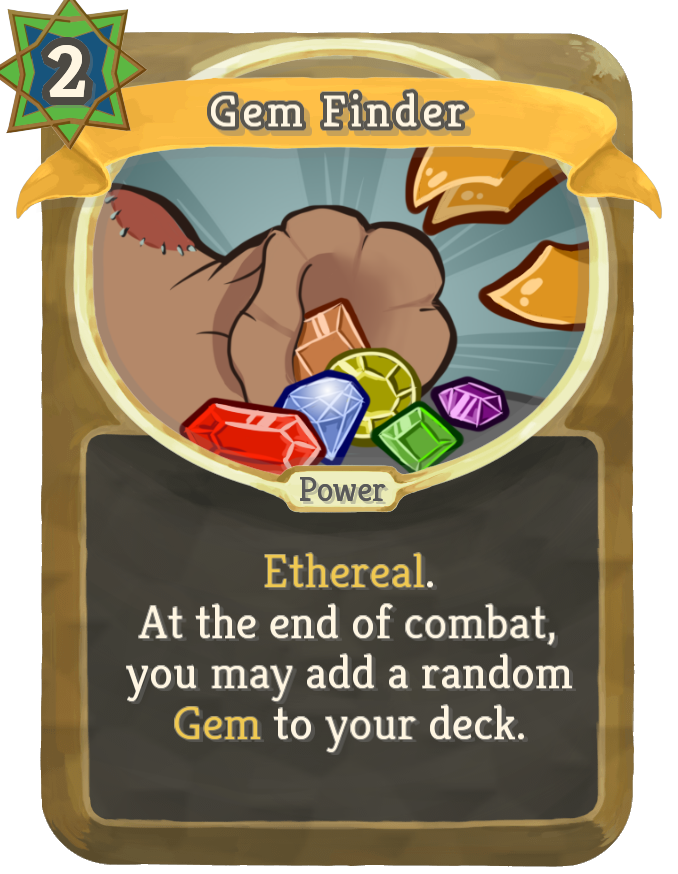 2
Gem Finder
Power
Ethereal.
At the end of combat,
you may add a random
Gem to your deck.